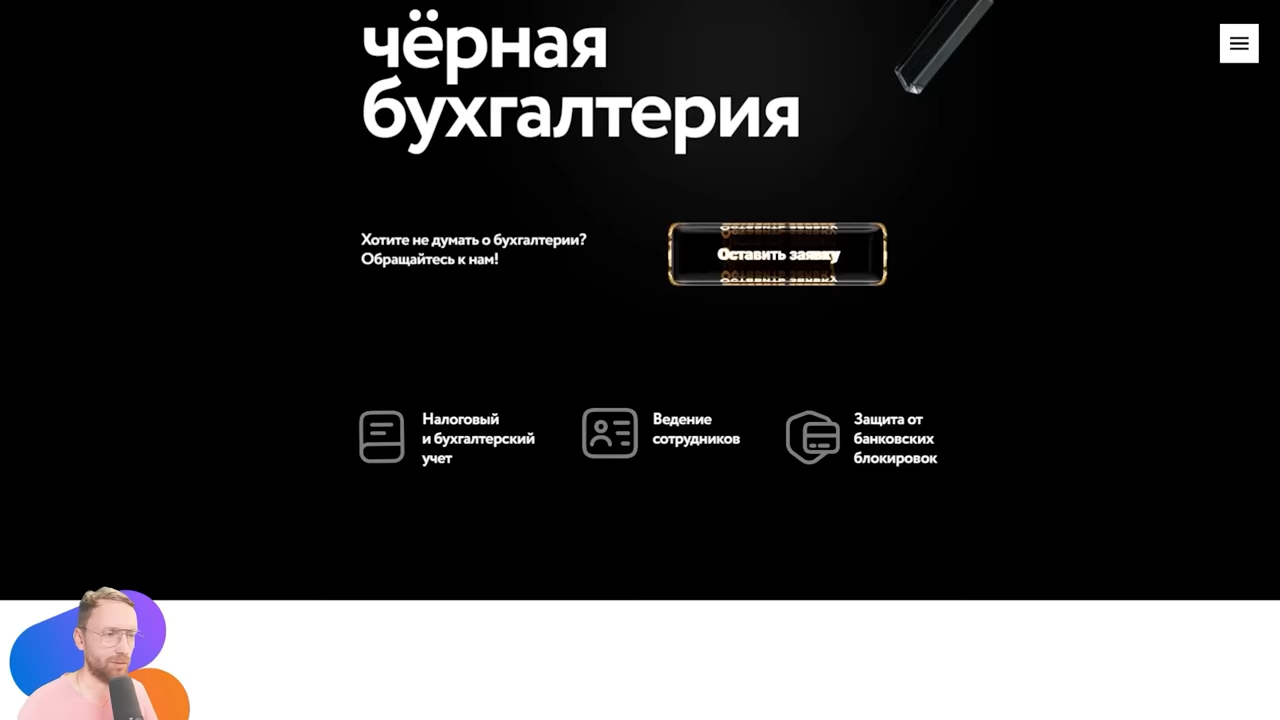 чёрная
бухгалтерия
Хотите не думать о бухгалтерии?
Обращайтесь к нам!
Оставить заявку
Налоговый
и бухгалтерский
учет
Ведение
сотрудников
Защита от
банковских
блокировок